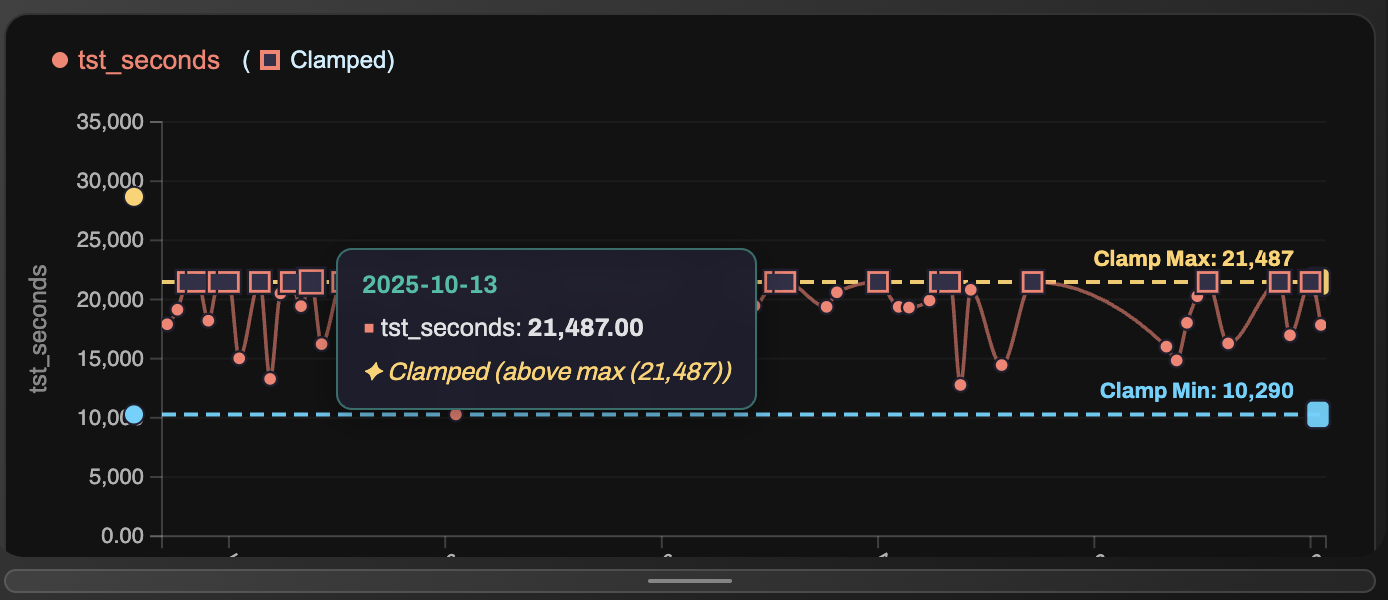 tst_seconds ( Clamped)
35,000
30,000
25,000
20,000
15,000
10,000
5,000
0.00
tst_seconds
Clamp Max: 21,487
Clamp Min: 10,290
2025-10-13
tst_seconds: 21,487.00
Clamped (above max (21,487))